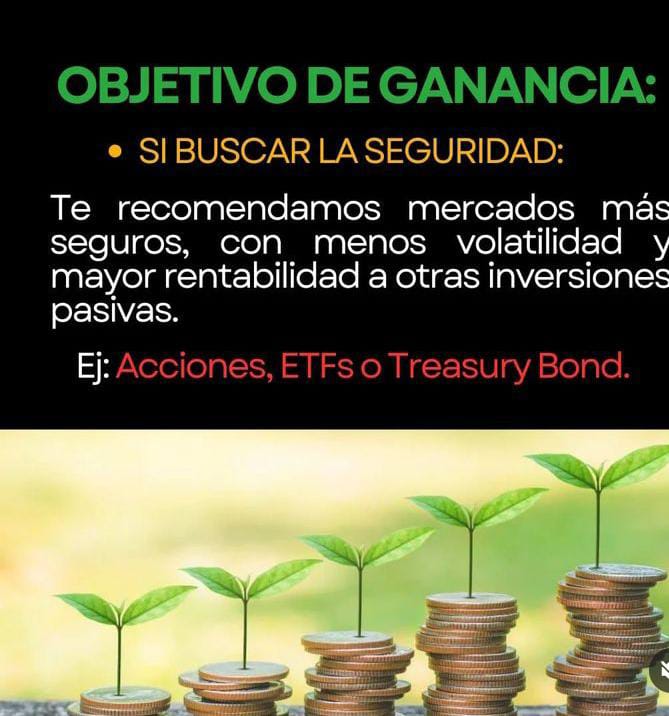 OBJETIVO DE GANANCIA:
• SI BUSCAR LA SEGURIDAD:
Te recomendamos mercados más
seguros, con menos volatilidad y
mayor rentabilidad a otras inversiones
pasivas.
Ej: Acciones, ETFs o Treasury Bond.